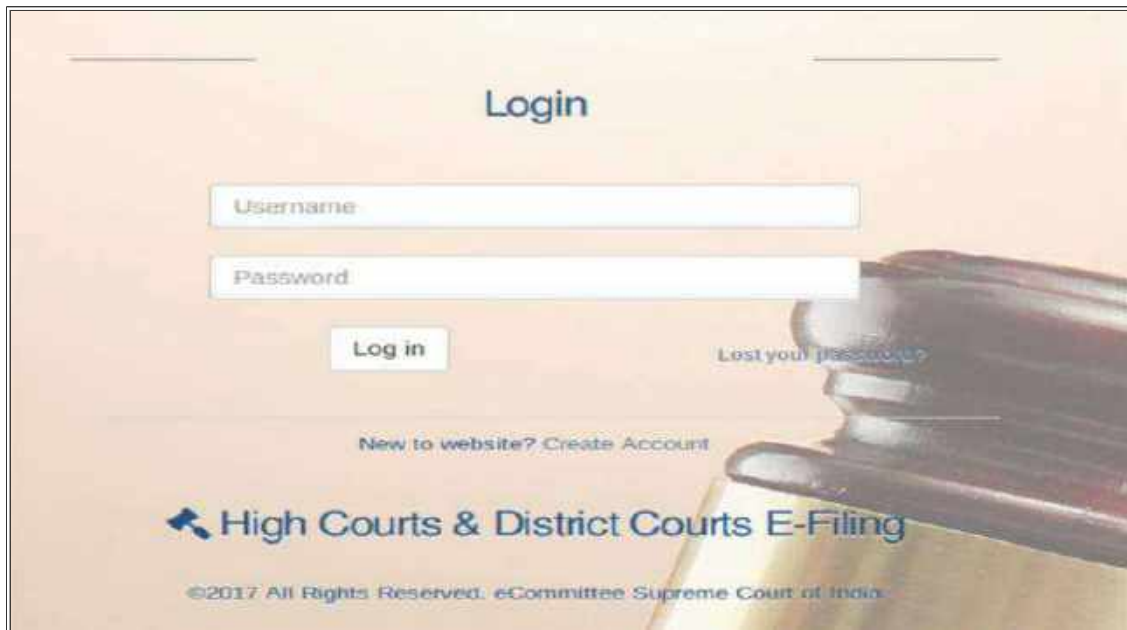 Login
Username
Password
Log in
Lost your password?
New to website? Create Account
High Courts & District Courts E-Filing
©2017 All Rights Reserved. eCommittee Supreme Court of India.